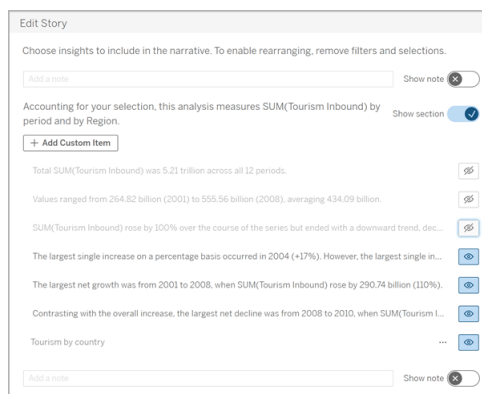 Edit Story
Choose insights to include in the narrative. To enable rearranging, remove filters and selections.
Add a note
Show note
Accounting for your selection, this analysis measures SUM(Tourism Inbound) by
period and by Region.
Show section
+ Add Custom Item
Total SUM(Tourism Inbound) was 5.21 trillion across all 12 periods.
Values ranged from 264.82 billion (2001) to 555.56 billion (2008), averaging 434.09 billion.
SUM(Tourism Inbound) rose by 100% over the course of the series but ended with a downward trend, dec...
The largest single increase on a percentage basis occurred in 2004 (+17%). However, the largest single in...
The largest net growth was from 2001 to 2008, when SUM(Tourism Inbound) rose by 290.74 billion (110%).
Contrasting with the overall increase, the largest net decline was from 2008 to 2010, when SUM(Tourism I...
Tourism by country ...
Add a note
Show note